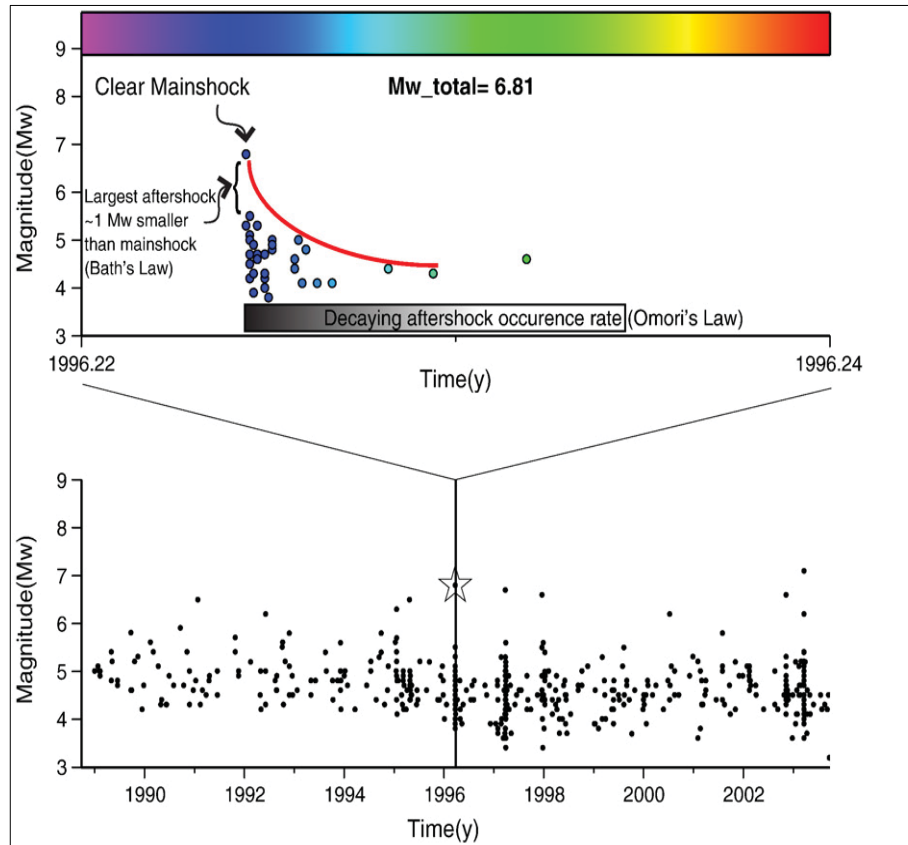 9
8
7
6
5
4
3
Magnitude(Mw)
Clear Mainshock
Mw_total= 6.81
Largest aftershock
~1 Mw smaller
than mainshock
(Bath's Law)
Decaying aftershock occurence rate (Omori's Law)
1996.22
1996.24
Time(y)
9
8
7
6
5
4
3
Magnitude(Mw)
1990
1992
1994
1996
1998
2000
2002
Time(y)